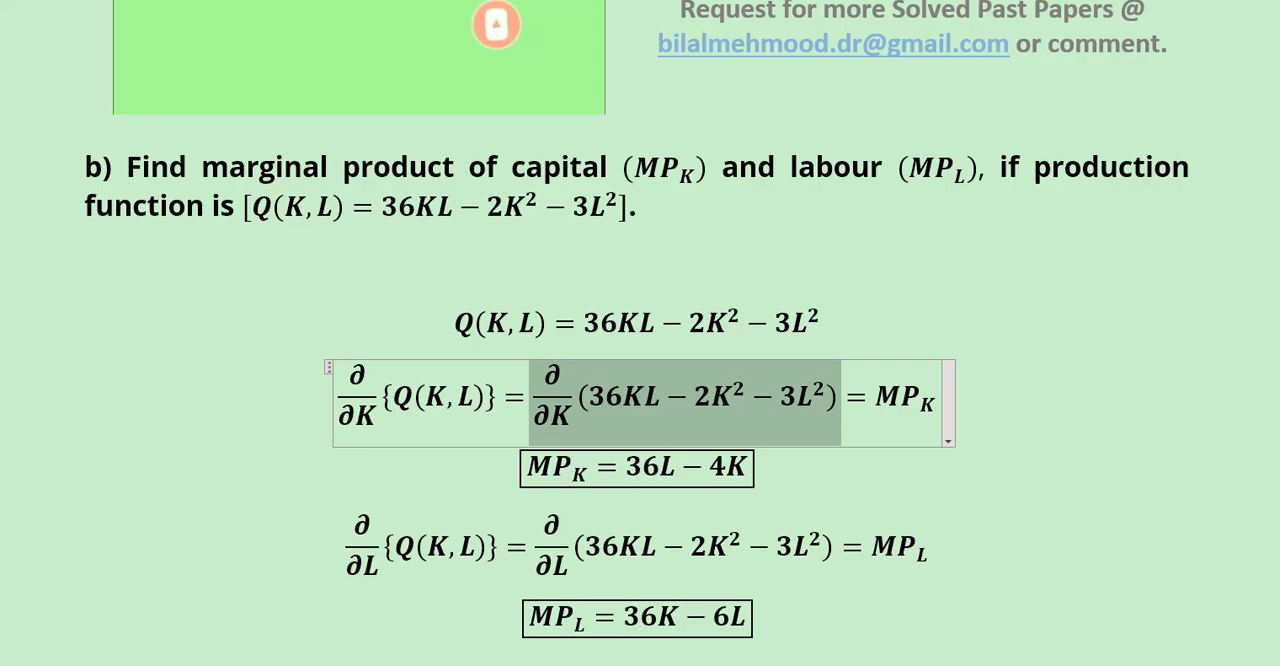 Request for more Solved Past Papers @
bilalmehmood.dr@gmail.com or comment.
b) Find marginal product of capital (MP_K) and labour (MP_L), if production
function is [Q(K, L) = 36KL − 2K² − 3L²].
Q(K, L) = 36KL − 2K² − 3L²
∂/∂K {Q(K, L)} = ∂/∂K (36KL − 2K² − 3L²) = MP_K
MP_K = 36L − 4K
∂/∂L {Q(K, L)} = ∂/∂L (36KL − 2K² − 3L²) = MP_L
MP_L = 36K − 6L